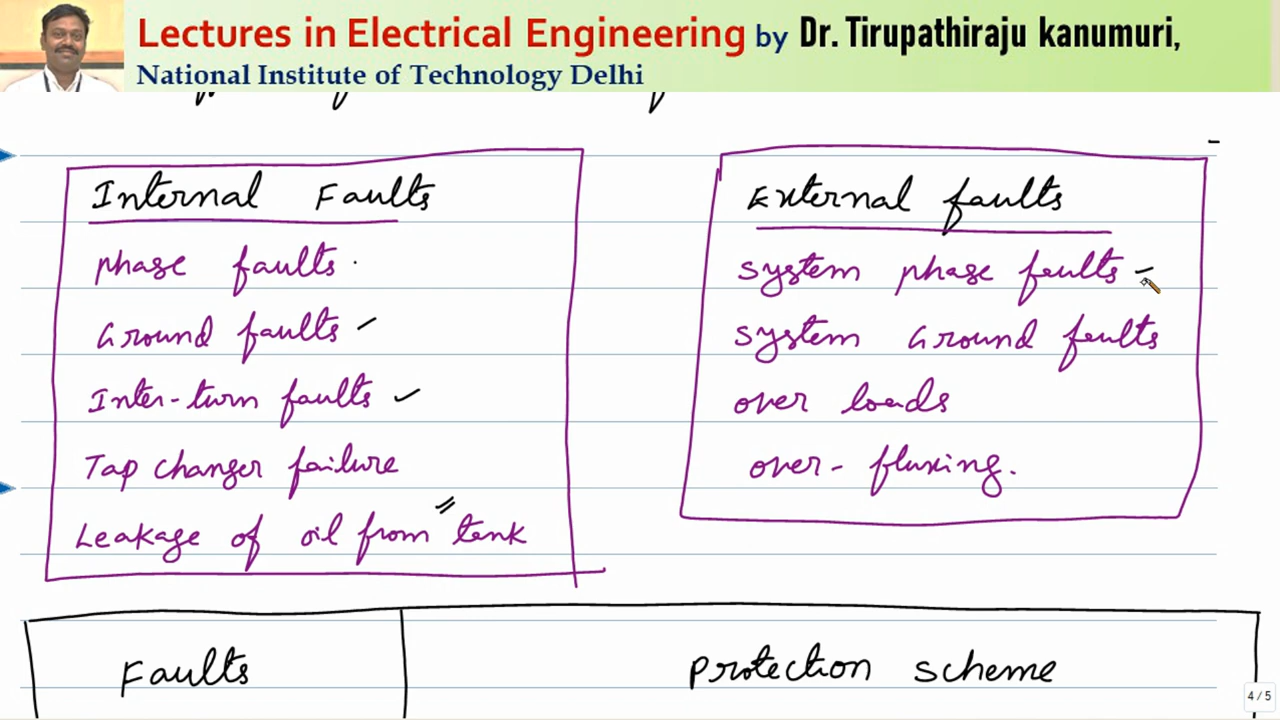 Lectures in Electrical Engineering by Dr. Tirupathiraju kanumuri,
National Institute of Technology Delhi
Internal Faults
phase faults
Ground faults
Inter-turn faults
Tap changer failure
Leakage of oil from tank
External faults
system phase faults
system Ground faults
over loads
over-fluxing.
Faults
protection scheme
4 / 5